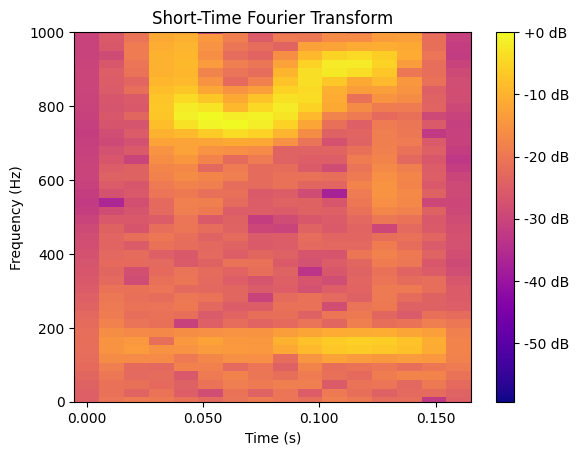 Short-Time Fourier Transform
1000
800
600
400
200
0
Frequency (Hz)
0.000
0.050
0.100
0.150
Time (s)
+0 dB
-10 dB
-20 dB
-30 dB
-40 dB
-50 dB